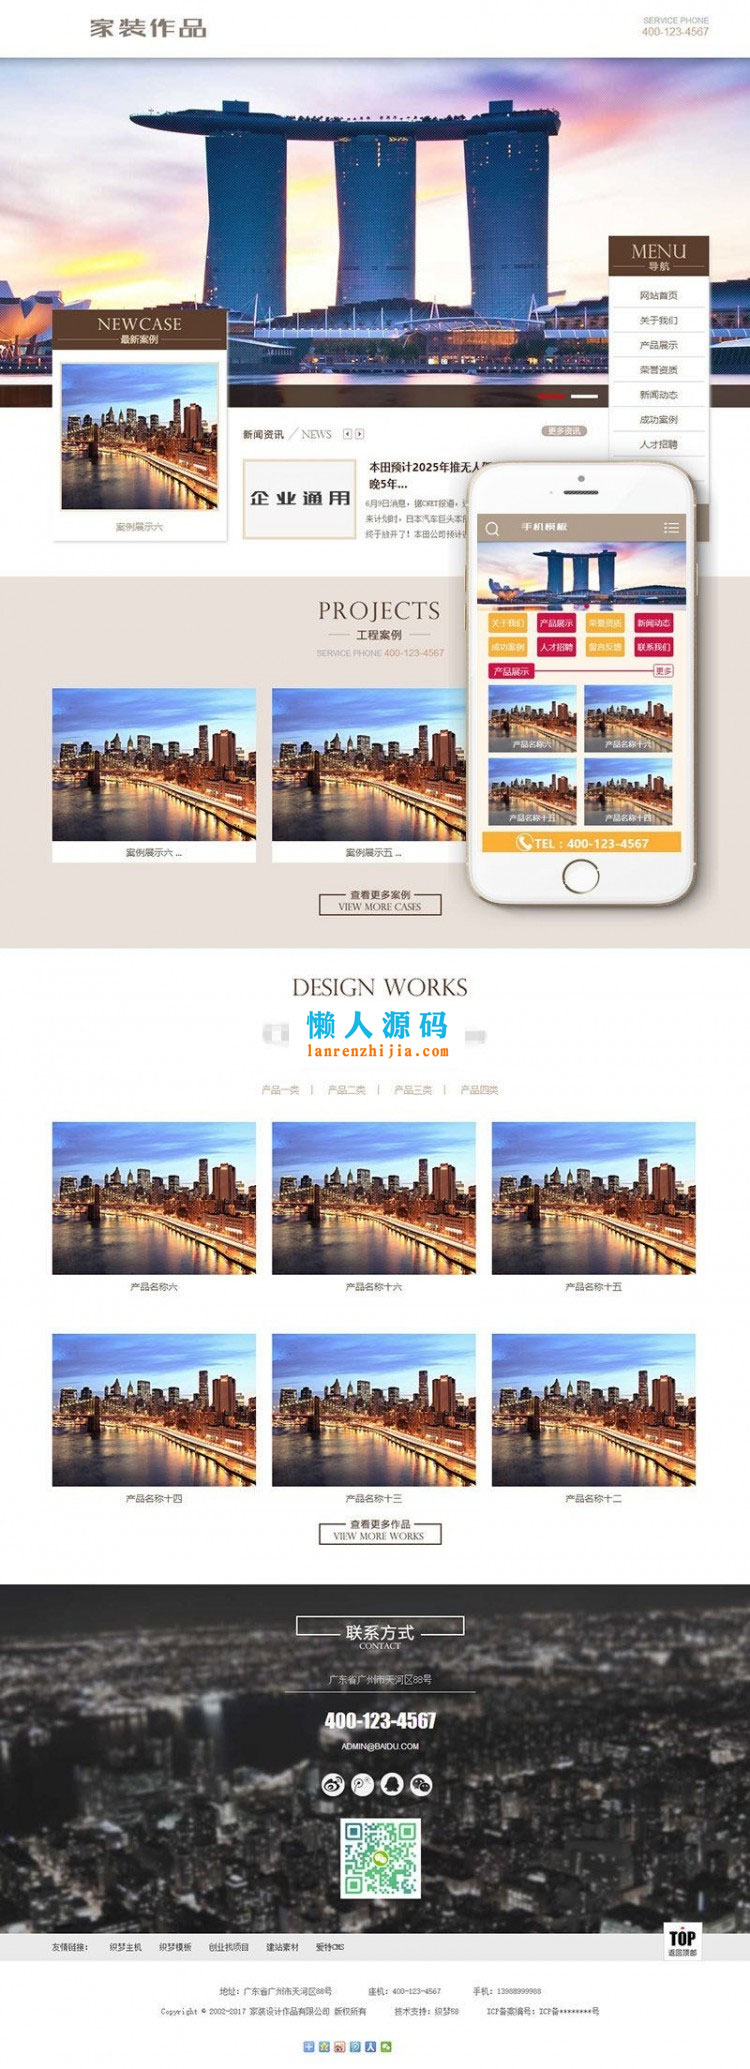 家装作品
SERVICE PHONE
400-123-4567
MENU
导航
网站首页
关于我们
产品展示
荣誉资质
新闻动态
成功案例
人才招聘
NEWCASE
最新案例
案例展示六
新闻资讯 / NEWS
更多资讯
企业通用
本田预计2025年推无人
晚5年...
6月9日消息，据CNET报道，
来计划时，日本汽车巨头本
终于放开了！本田公司预计
手机模板
关于我们 产品展示 荣誉资质 新闻动态
成功案例 人才招聘 留言反馈 联系我们
产品展示 更多
产品名称六 产品名称十六
产品名称十五 产品名称十四
TEL：400-123-4567
PROJECTS
工程案例
SERVICE PHONE 400-123-4567
案例展示六 ... 案例展示五 ...
查看更多案例
VIEW MORE CASES
DESIGN WORKS
懒人源码
lanrenzhijia.com
产品一类 | 产品二类 | 产品三类 | 产品四类
产品名称六 产品名称十六 产品名称十五
产品名称十四 产品名称十三 产品名称十二
查看更多作品
VIEW MORE WORKS
联系方式
CONTACT
广东省广州市天河区88号
400-123-4567
ADMIN@BAIDU.COM
友情链接： 织梦主机 织梦模板 创业找项目 建站素材 爱特CMS
TOP
返回顶部
地址：广东省广州市天河区88号 座机：400-123-4567 手机：13988999988
Copyright © 2002-2017 家装设计作品有限公司 版权所有 技术支持：织梦58 ICP备案编号：ICP备********号